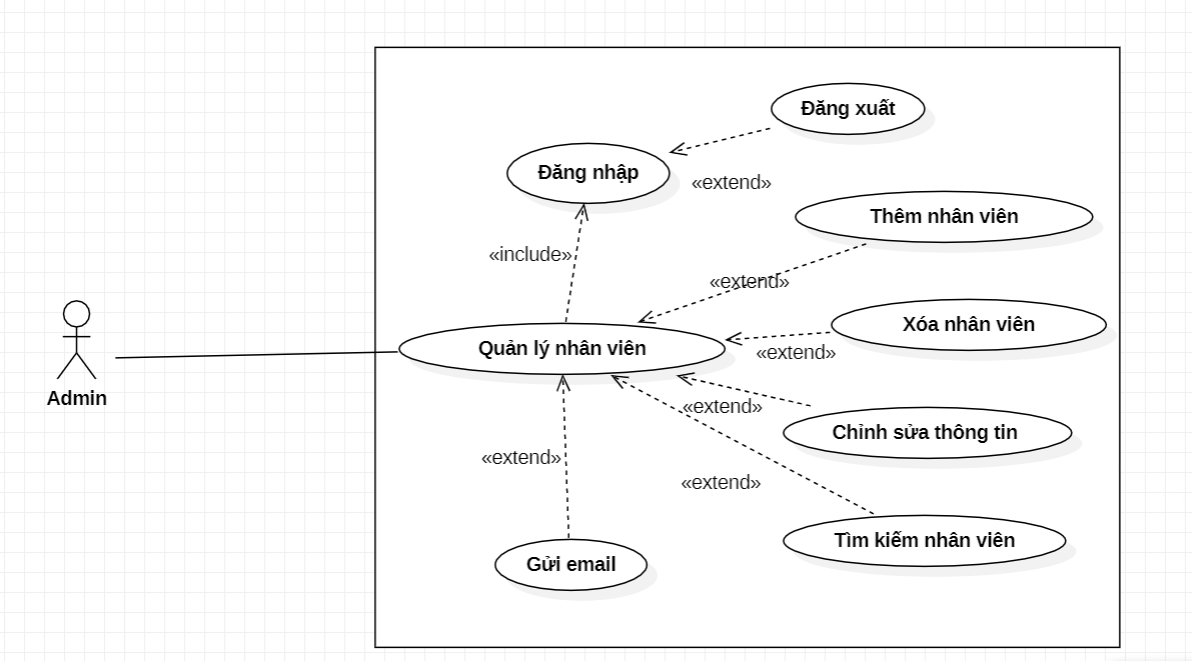 Đăng xuất
Đăng nhập
«extend»
Thêm nhân viên
«include»
«extend»
Xóa nhân viên
Quản lý nhân viên
«extend»
Admin
«extend»
Chỉnh sửa thông tin
«extend»
«extend»
Tìm kiếm nhân viên
Gửi email